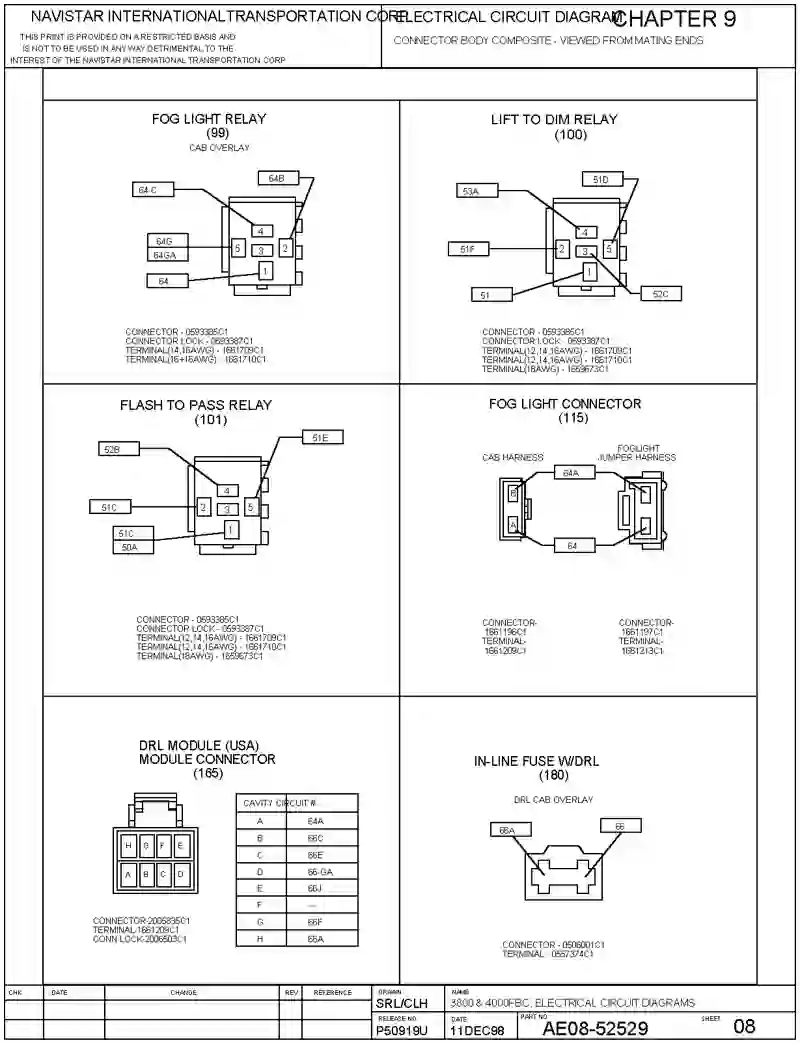 NAVISTAR INTERNATIONALTRANSPORTATION CORP.
THIS PRINT IS PROVIDED ON A RESTRICTED BASIS AND
IS NOT TO BE USED IN ANY WAY DETRIMENTAL TO THE
INTEREST OF THE NAVISTAR INTERNATIONAL TRANSPORTATION CORP
ELECTRICAL CIRCUIT DIAGRAM
CHAPTER 9
CONNECTOR BODY COMPOSITE - VIEWED FROM MATING ENDS
FOG LIGHT RELAY
(99)
CAB OVERLAY
64B
64-C
4
64G
64GA
5
3
2
64
1
CONNECTOR - 0593385C1
CONNECTOR LOCK - 0593387C1
TERMINAL(14,16AWG) - 1661709C1
TERMINAL(16+16AWG) 1661710C1
LIFT TO DIM RELAY
(100)
51D
53A
4
51F
2
3
5
51
1
52C
CONNECTOR - 0593385C1
CONNECTOR LOCK - 0593387C1
TERMINAL(12,14,16AWG) - 1661709C1
TERMINAL(12,14,16AWG) - 1661710C1
TERMINAL(18AWG) - 1659673C1
FLASH TO PASS RELAY
(101)
51E
52B
4
51C
2
3
5
51C
50A
1
CONNECTOR - 0593385C1
CONNECTOR LOCK - 0593387C1
TERMINAL(12,14,16AWG) - 1661709C1
TERMINAL(12,14,16AWG) - 1661710C1
TERMINAL(18AWG) - 1659673C1
FOG LIGHT CONNECTOR
(115)
CAB HARNESS
FOGLIGHT
JUMPER HARNESS
64A
B
A
64
CONNECTOR-
1661196C1
TERMINAL-
1661209C1
CONNECTOR-
1661197C1
TERMINAL-
1661213C1
DRL MODULE (USA)
MODULE CONNECTOR
(165)
H G F E
A B C D
CONNECTOR-2005835C1
TERMINAL-1661209C1
CONN LOCK-2006503C1
CAVITY CIRCUIT #
A 64A
B 66C
C 66E
D 66-GA
E 66J
F ---
G 66F
H 65A
IN-LINE FUSE W/DRL
(180)
DRL CAB OVERLAY
66A
66
CONNECTOR - 0506001C1
TERMINAL 0557374C1
CHK DATE CHANGE REV REFERENCE
DRAWN
SRL/CLH
NAME
3800 & 4000FBC, ELECTRICAL CIRCUIT DIAGRAMS
RELEASE NO.
P50919U
DATE
11DEC98
PART NO.
AE08-52529
SHEET
08